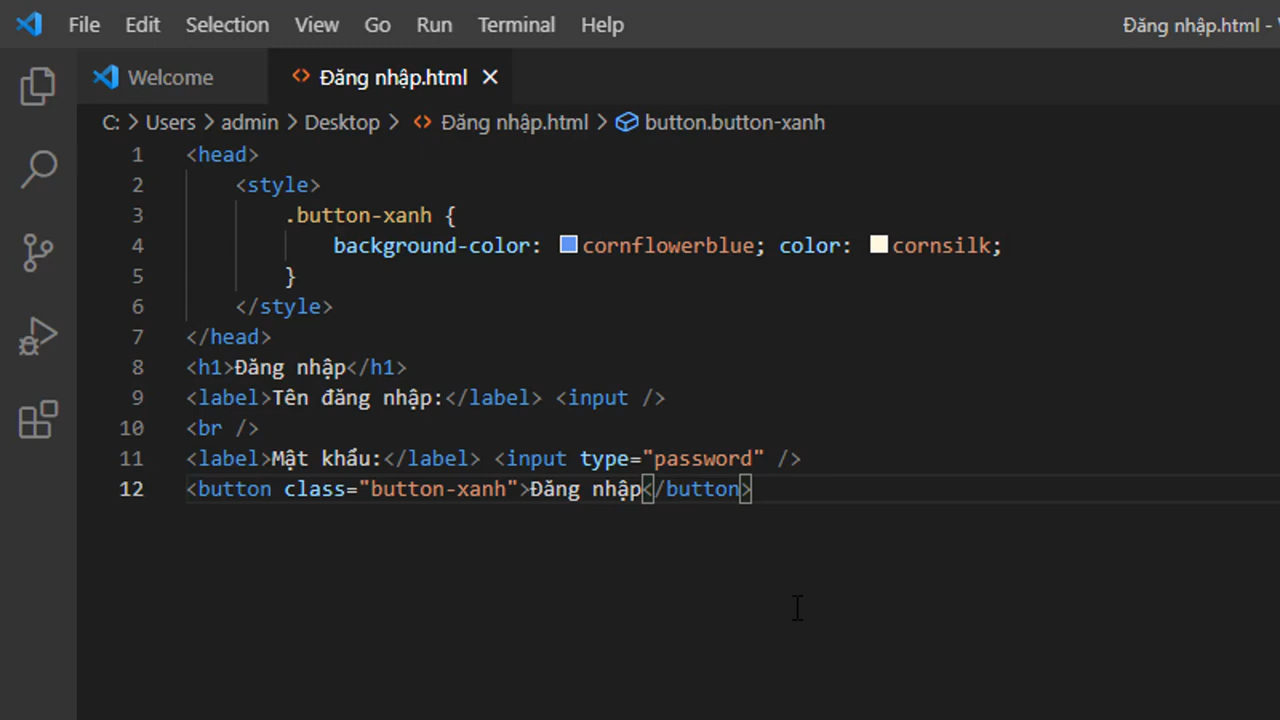 File Edit Selection View Go Run Terminal Help Đăng nhập.html -
Welcome Đăng nhập.html
C: > Users > admin > Desktop > Đăng nhập.html > button.button-xanh
1 <head>
2 <style>
3 .button-xanh {
4 background-color: cornflowerblue; color: cornsilk;
5 }
6 </style>
7 </head>
8 <h1>Đăng nhập</h1>
9 <label>Tên đăng nhập:</label> <input />
10 <br />
11 <label>Mật khẩu:</label> <input type="password" />
12 <button class="button-xanh">Đăng nhập</button>